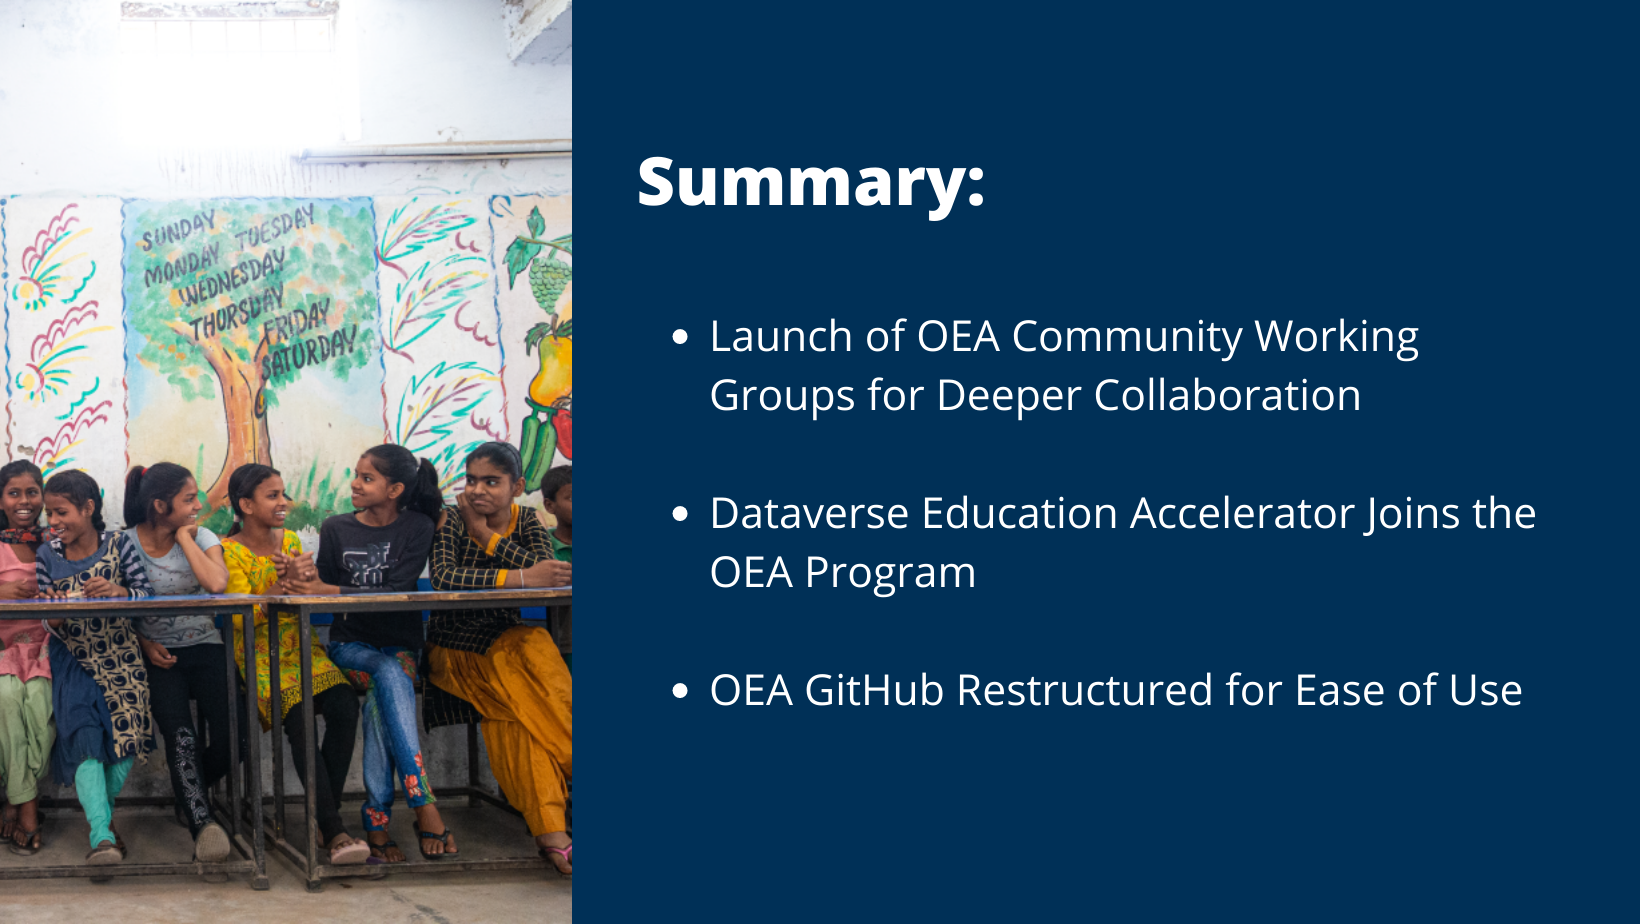 SUNDAY
MONDAY TUESDAY
WEDNESDAY
THORSDAY
FRIDAY
SATURDAY
Summary:
• Launch of OEA Community Working
Groups for Deeper Collaboration
• Dataverse Education Accelerator Joins the
OEA Program
• OEA GitHub Restructured for Ease of Use